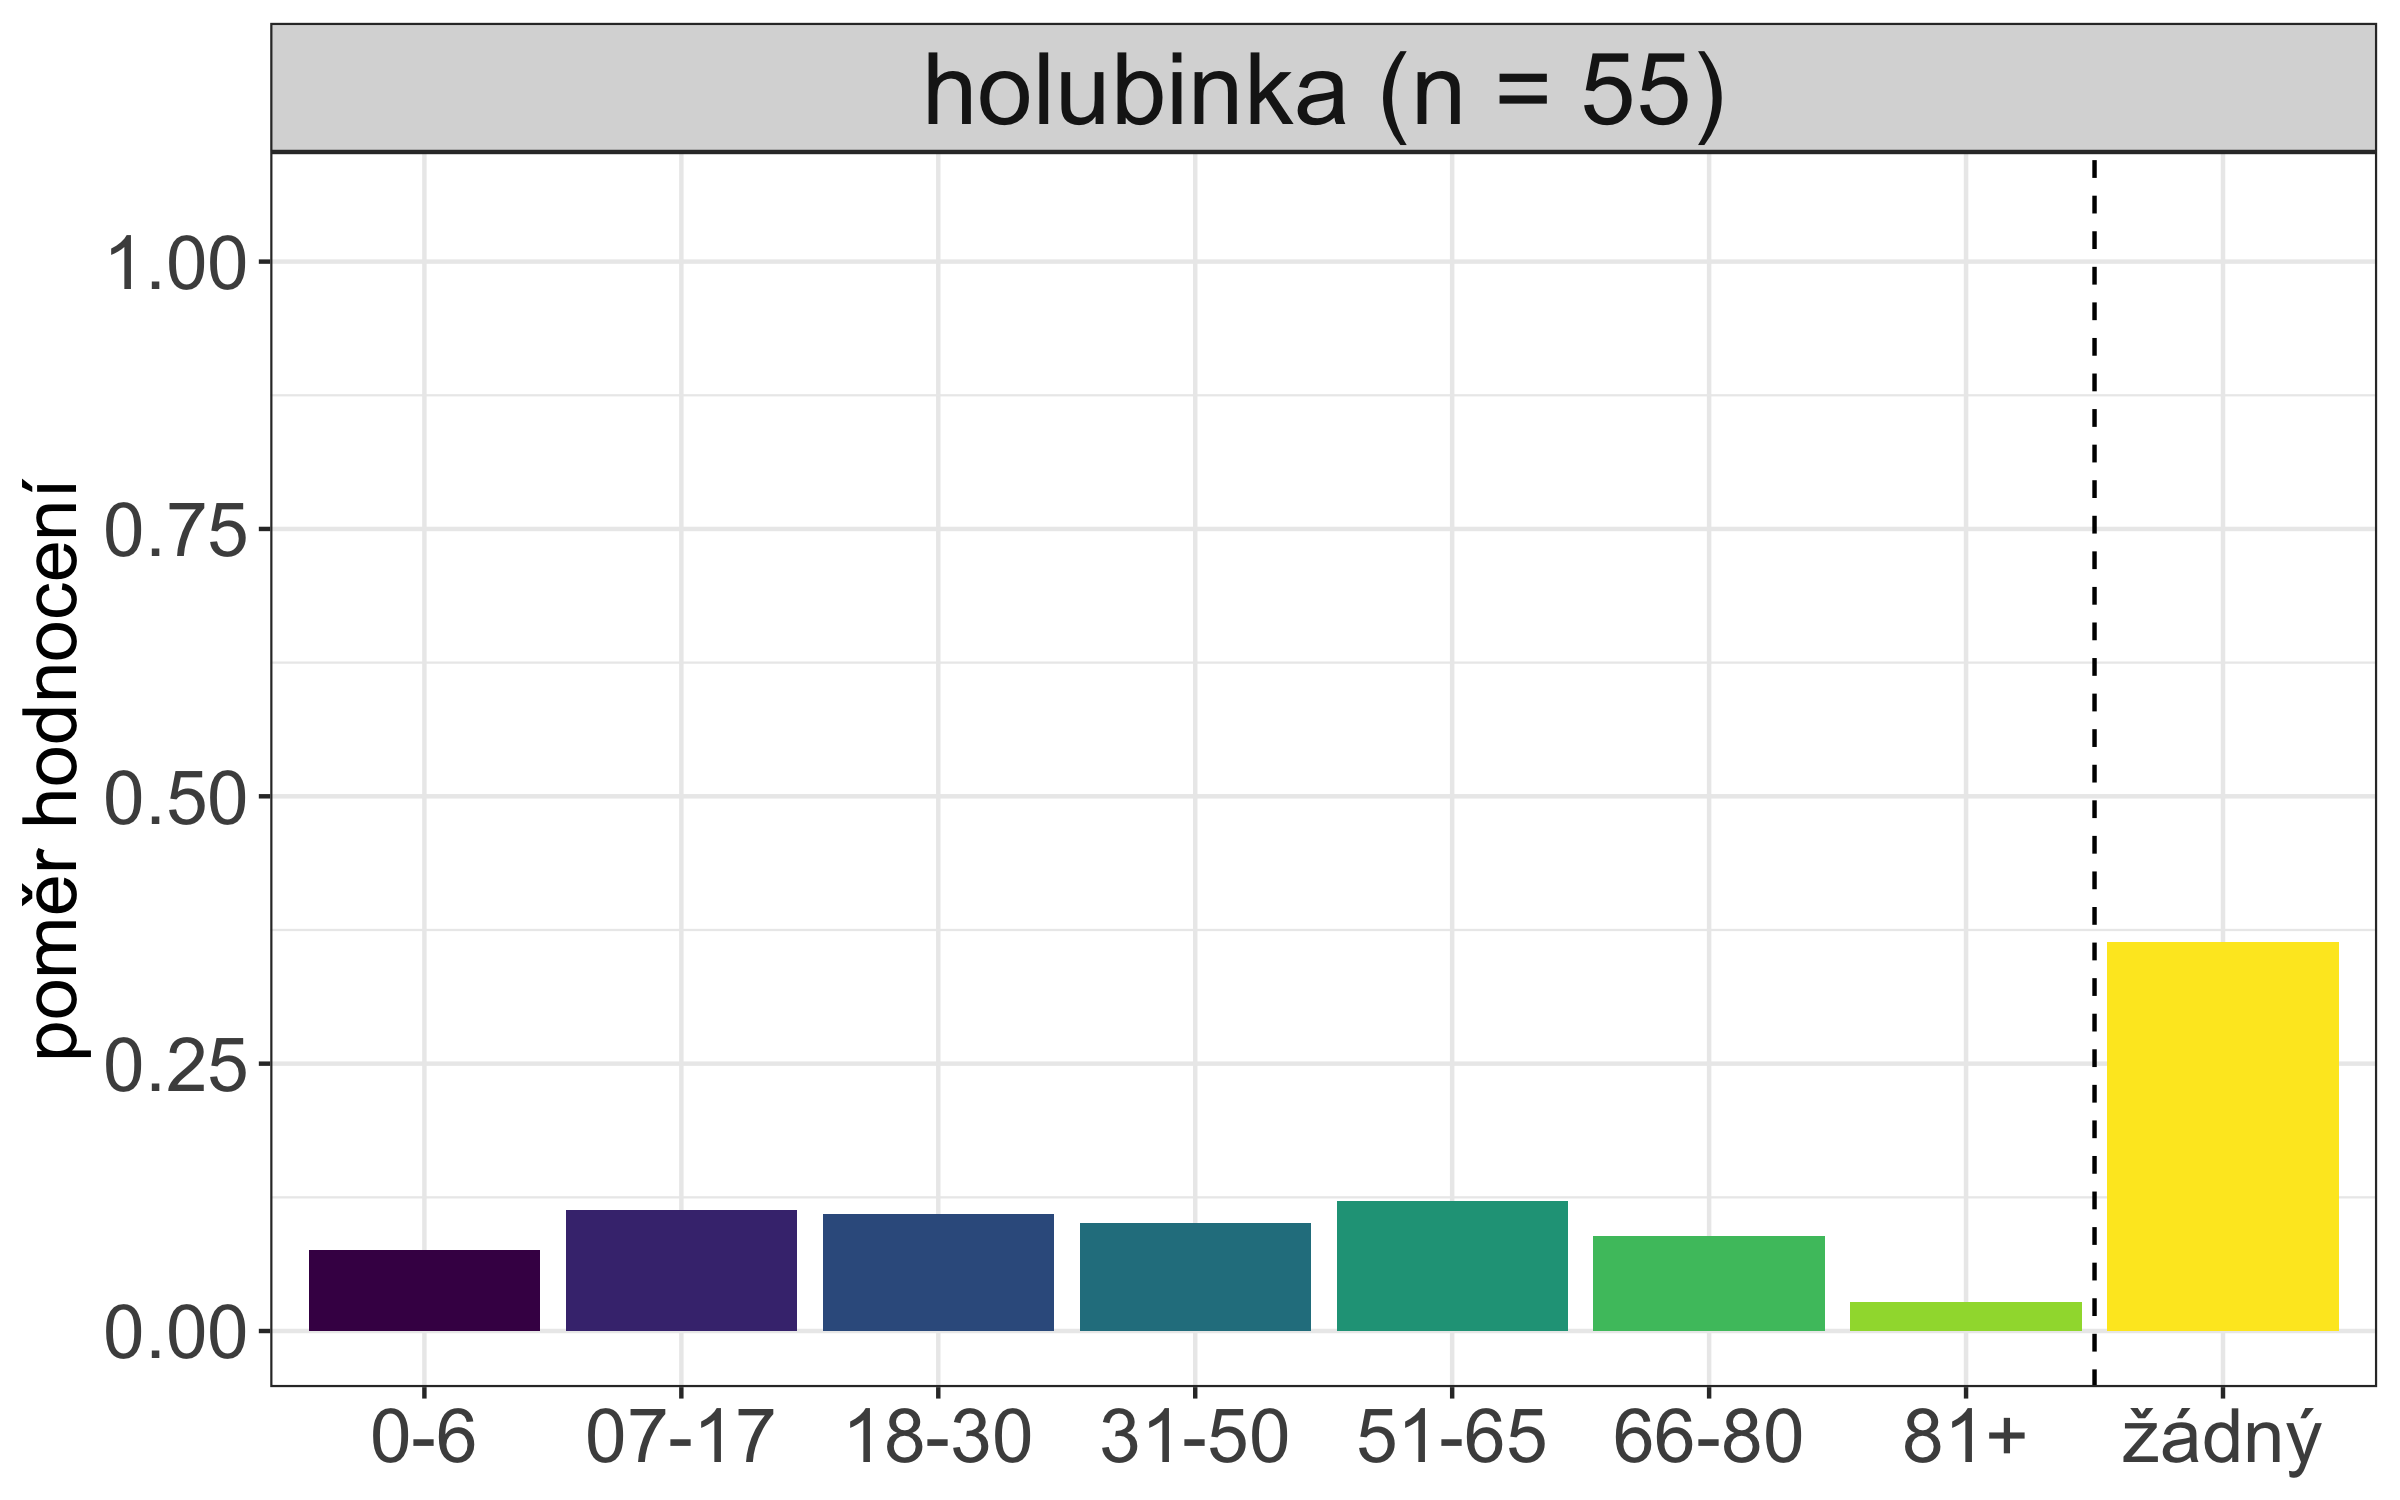 holubinka (n = 55)
poměr hodnocení
1.00
0.75
0.50
0.25
0.00
0-6 07-17 18-30 31-50 51-65 66-80 81+ žádný